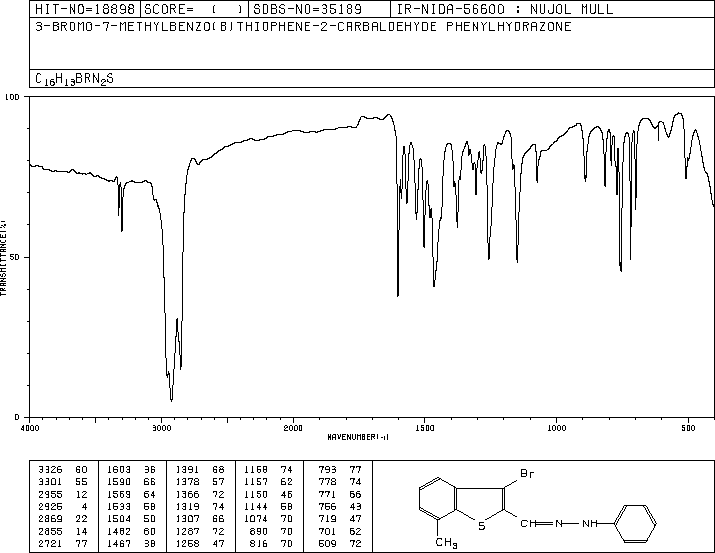 HIT-NO=18898 SCORE= ( ) SDBS-NO=35189 IR-NIDA-56600 : NUJOL MULL
3-BROMO-7-METHYLBENZO(B)THIOPHENE-2-CARBALDEHYDE PHENYLHYDRAZONE
C16H13BRN2S
100
50
0
TRANSMITTANCE(%)
4000 3000 2000 1500 1000 500
WAVENUMBER(-1)
3326 60 1603 36 1391 68 1168 74 793 77
3301 55 1590 66 1378 57 1157 62 778 74
2955 12 1569 64 1366 72 1150 46 771 66
2925 4 1533 58 1319 74 1144 58 756 43
2869 22 1504 50 1307 66 1074 70 719 47
2855 14 1482 60 1287 72 890 70 701 62
2721 77 1467 38 1258 47 816 70 509 72
Br
S
CH
N
NH
CH3